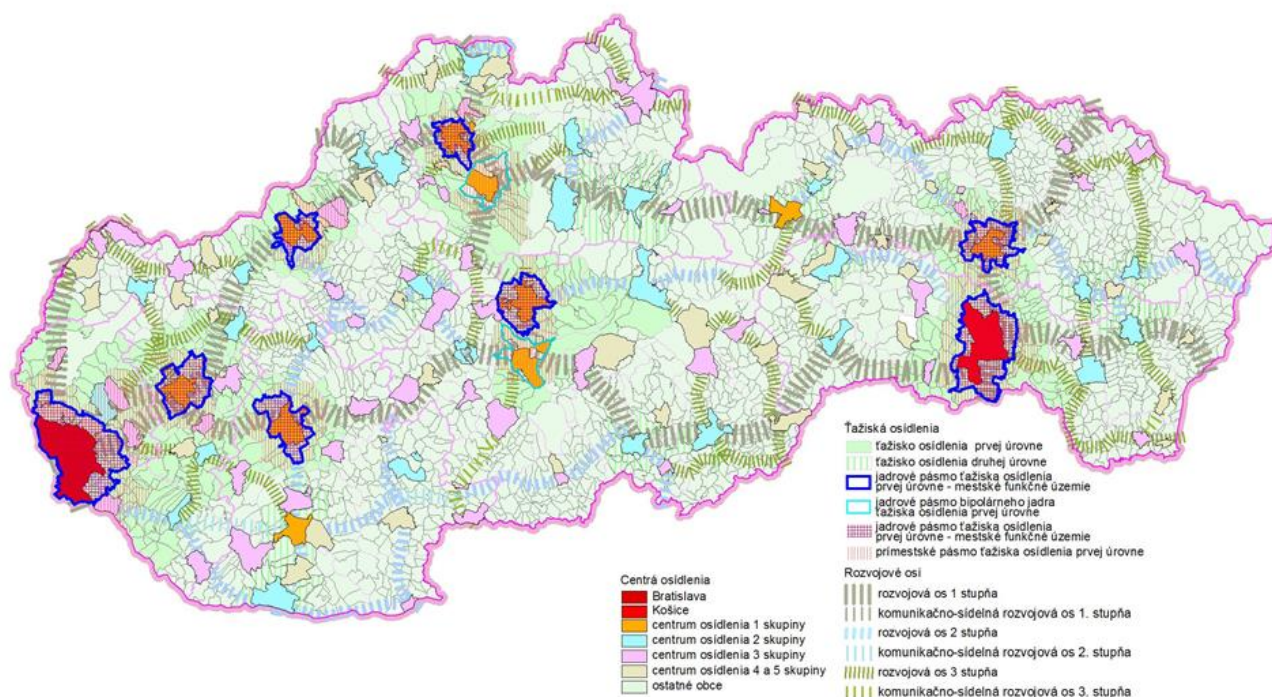 Ťažiská osídlenia
ťažisko osídlenia prvej úrovne
ťažisko osídlenia druhej úrovne
jadrové pásmo ťažiska osídlenia
prvej úrovne - mestské funkčné územie
jadrové pásmo bipolárneho jadra
ťažiska osídlenia prvej úrovne
jadrové pásmo ťažiska osídlenia
prvej úrovne - mestské funkčné územie
prímestské pásmo ťažiska osídlenia prvej úrovne
Centrá osídlenia
Bratislava
Košice
centrum osídlenia 1 skupiny
centrum osídlenia 2 skupiny
centrum osídlenia 3 skupiny
centrum osídlenia 4 a 5 skupiny
ostatné obce
Rozvojové osi
rozvojová os 1 stupňa
komunikačno-sídelná rozvojová os 1. stupňa
rozvojová os 2 stupňa
komunikačno-sídelná rozvojová os 2. stupňa
rozvojová os 3 stupňa
komunikačno-sídelná rozvojová os 3. stupňa